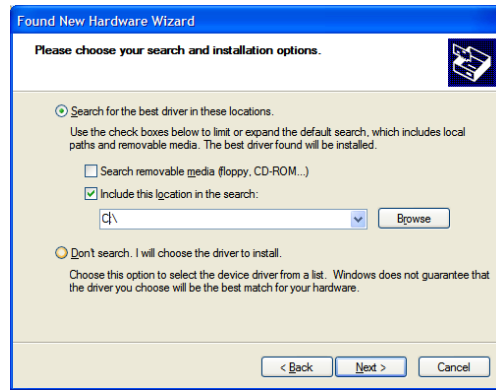 Found New Hardware Wizard
Please choose your search and installation options.
Search for the best driver in these locations.
Use the check boxes below to limit or expand the default search, which includes local
paths and removable media. The best driver found will be installed.
Search removable media (floppy, CD-ROM...)
Include this location in the search:
C:\
Browse
Don't search. I will choose the driver to install.
Choose this option to select the device driver from a list. Windows does not guarantee that
the driver you choose will be the best match for your hardware.
< Back
Next >
Cancel